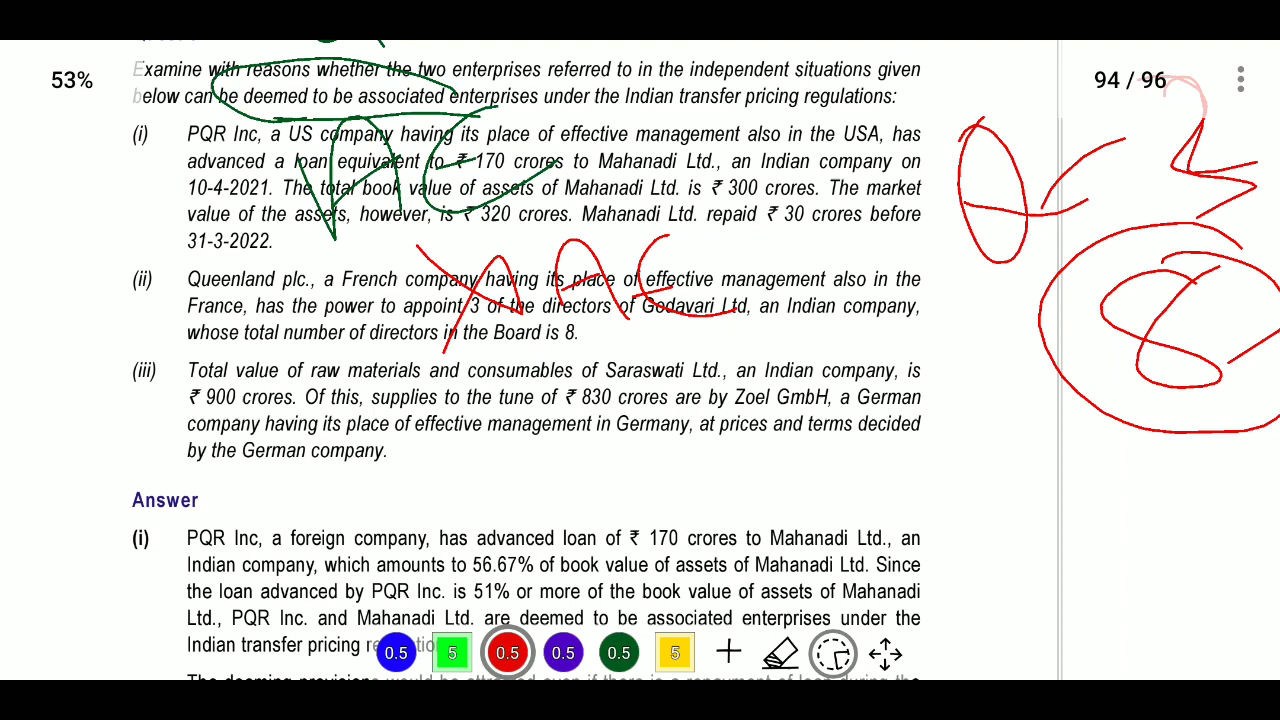 53%
94 / 96
Examine with reasons whether the two enterprises referred to in the independent situations given
below can be deemed to be associated enterprises under the Indian transfer pricing regulations:
(i) PQR Inc, a US company having its place of effective management also in the USA, has
advanced a loan equivalent to ₹ 170 crores to Mahanadi Ltd., an Indian company on
10-4-2021. The total book value of assets of Mahanadi Ltd. is ₹ 300 crores. The market
value of the assets, however, is ₹ 320 crores. Mahanadi Ltd. repaid ₹ 30 crores before
31-3-2022.
(ii) Queenland plc., a French company having its place of effective management also in the
France, has the power to appoint 3 of the directors of Godavari Ltd, an Indian company,
whose total number of directors in the Board is 8.
(iii) Total value of raw materials and consumables of Saraswati Ltd., an Indian company, is
₹ 900 crores. Of this, supplies to the tune of ₹ 830 crores are by Zoel GmbH, a German
company having its place of effective management in Germany, at prices and terms decided
by the German company.
AE
X AE
3
8
Answer
(i) PQR Inc, a foreign company, has advanced loan of ₹ 170 crores to Mahanadi Ltd., an
Indian company, which amounts to 56.67% of book value of assets of Mahanadi Ltd. Since
the loan advanced by PQR Inc. is 51% or more of the book value of assets of Mahanadi
Ltd., PQR Inc. and Mahanadi Ltd. are deemed to be associated enterprises under the
Indian transfer pricing
0.5 5 0.5 0.5 0.5 5